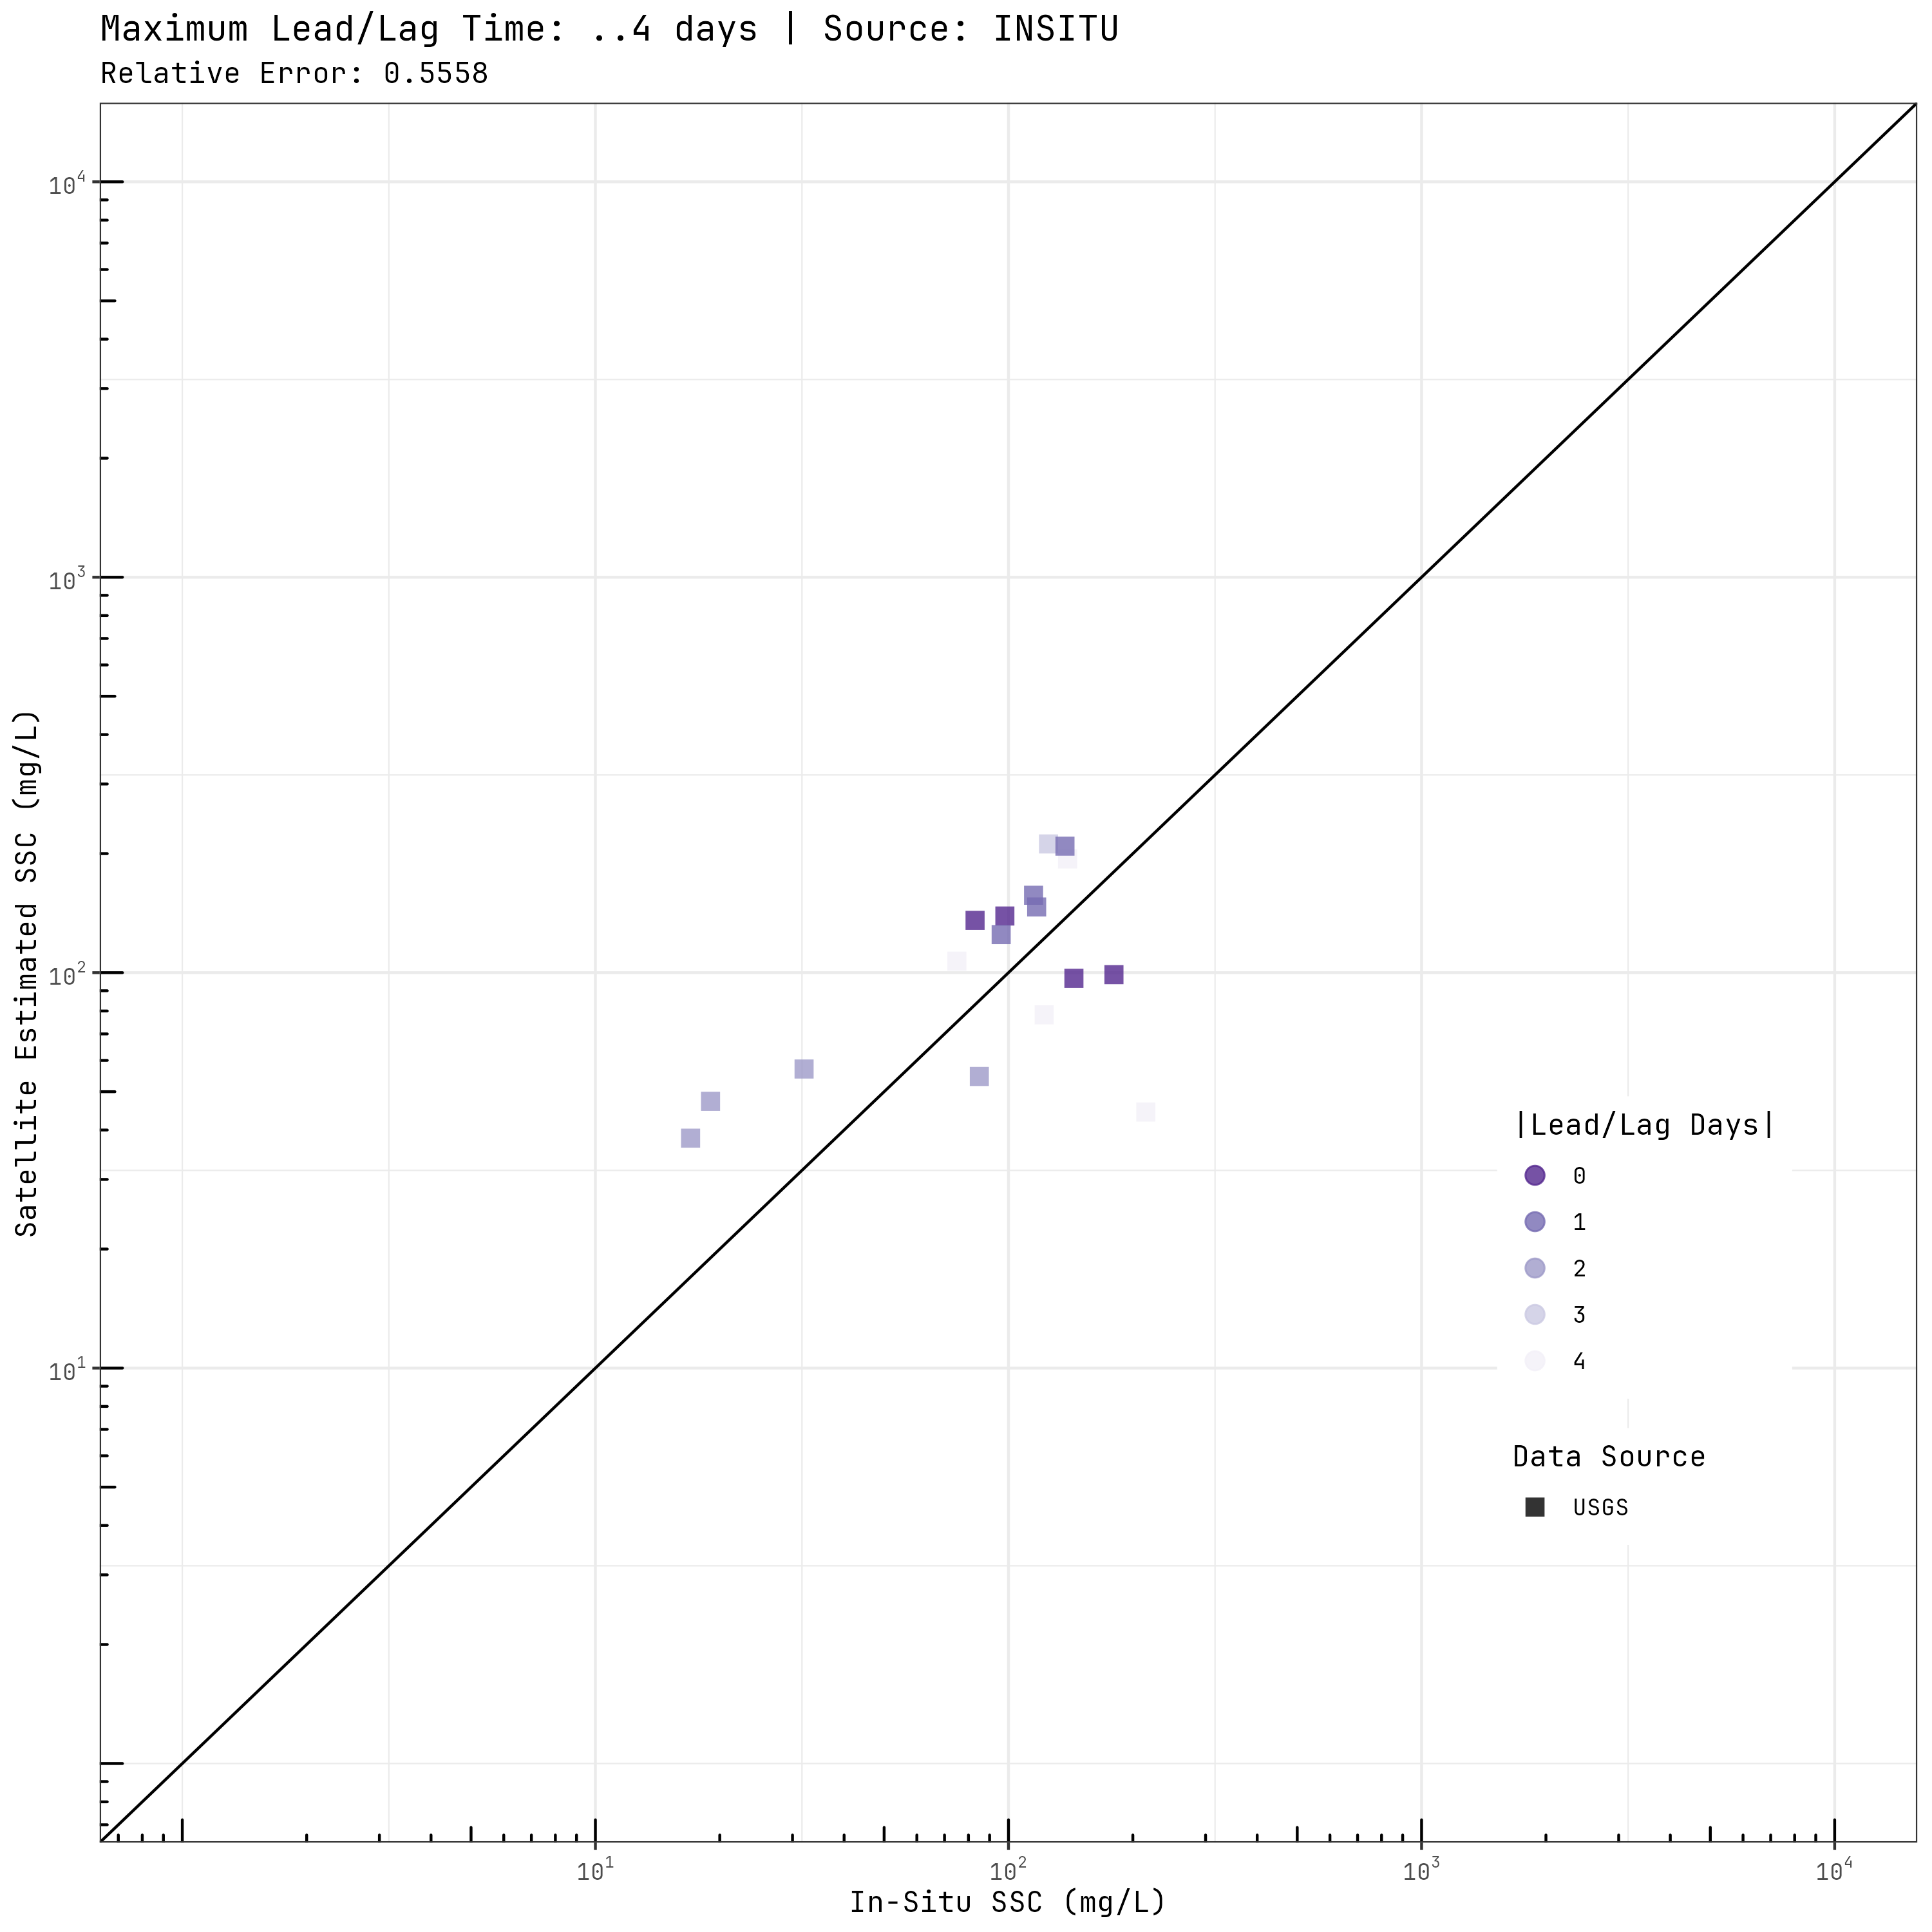 Maximum Lead/Lag Time: ..4 days | Source: INSITU
Relative Error: 0.5558
10⁴
10³
10²
10¹
Satellite Estimated SSC (mg/L)
|Lead/Lag Days|
0
1
2
3
4
Data Source
USGS
10¹ 10² 10³ 10⁴
In-Situ SSC (mg/L)